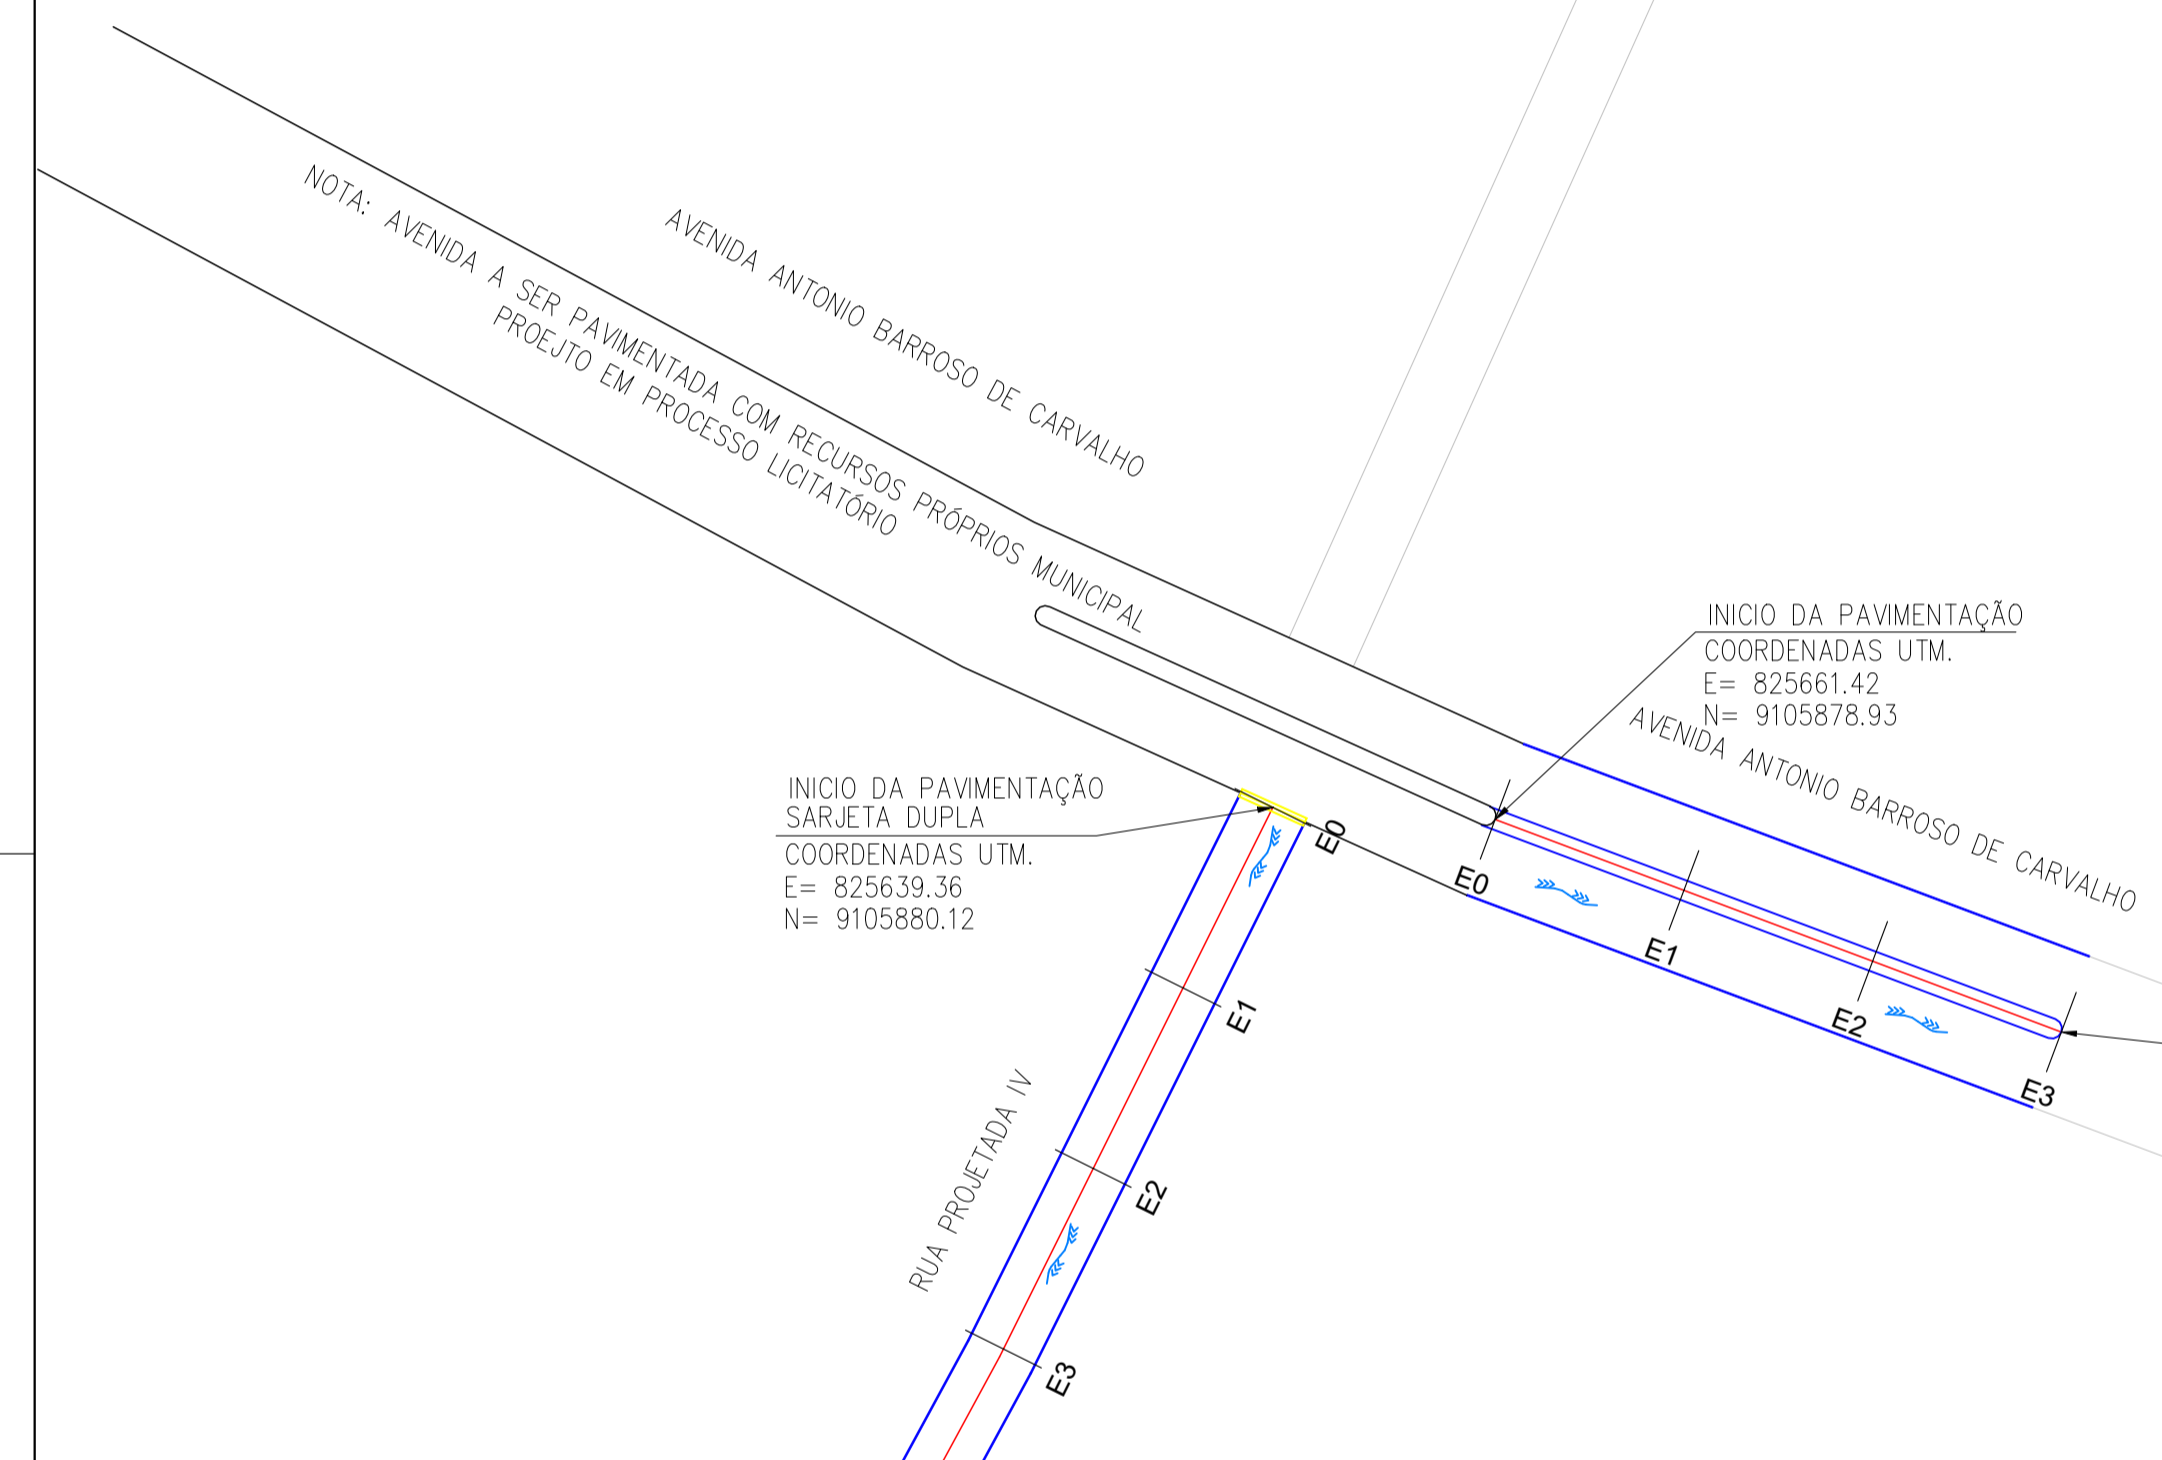 NOTA: AVENIDA A SER PAVIMENTADA COM RECURSOS PRÓPRIOS MUNICIPAL
PROEJTO EM PROCESSO LICITATÓRIO
AVENIDA ANTONIO BARROSO DE CARVALHO
INICIO DA PAVIMENTAÇÃO
COORDENADAS UTM.
E= 825661.42
N= 9105878.93
AVENIDA ANTONIO BARROSO DE CARVALHO
INICIO DA PAVIMENTAÇÃO
SARJETA DUPLA
COORDENADAS UTM.
E= 825639.36
N= 9105880.12
E0
E0
E1
E2
E3
E1
E2
E3
RUA PROJETADA IV